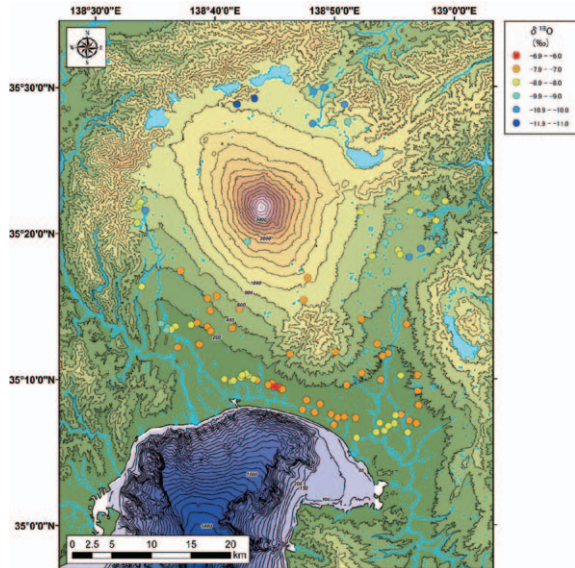 138°30'0"E 138°40'0"E 138°50'0"E 139°0'0"E
35°30'0"N
35°20'0"N
35°10'0"N
35°0'0"N
N
0 2.5 5 10 15 20
km
δ ¹⁸O
(‰)
-6.9 - -6.0
-7.9 - -7.0
-8.9 - -8.0
-9.9 - -9.0
-10.9 - -10.0
-11.3 - -11.0